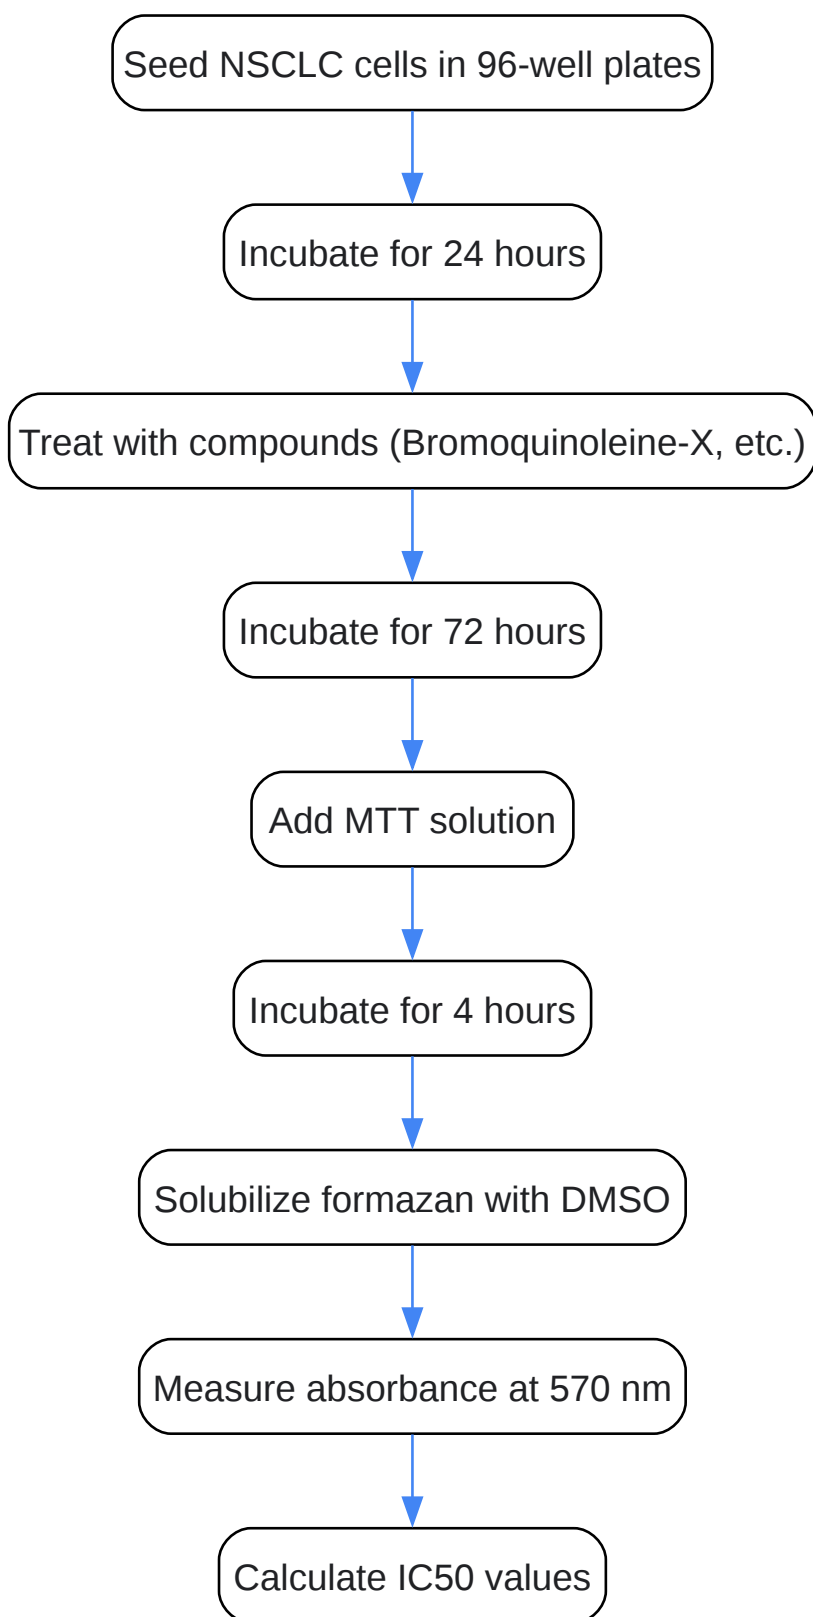 Seed NSCLC cells in 96-well plates
Incubate for 24 hours
Treat with compounds (Bromoquinoleine-X, etc.)
Incubate for 72 hours
Add MTT solution
Incubate for 4 hours
Solubilize formazan with DMSO
Measure absorbance at 570 nm
Calculate IC50 values